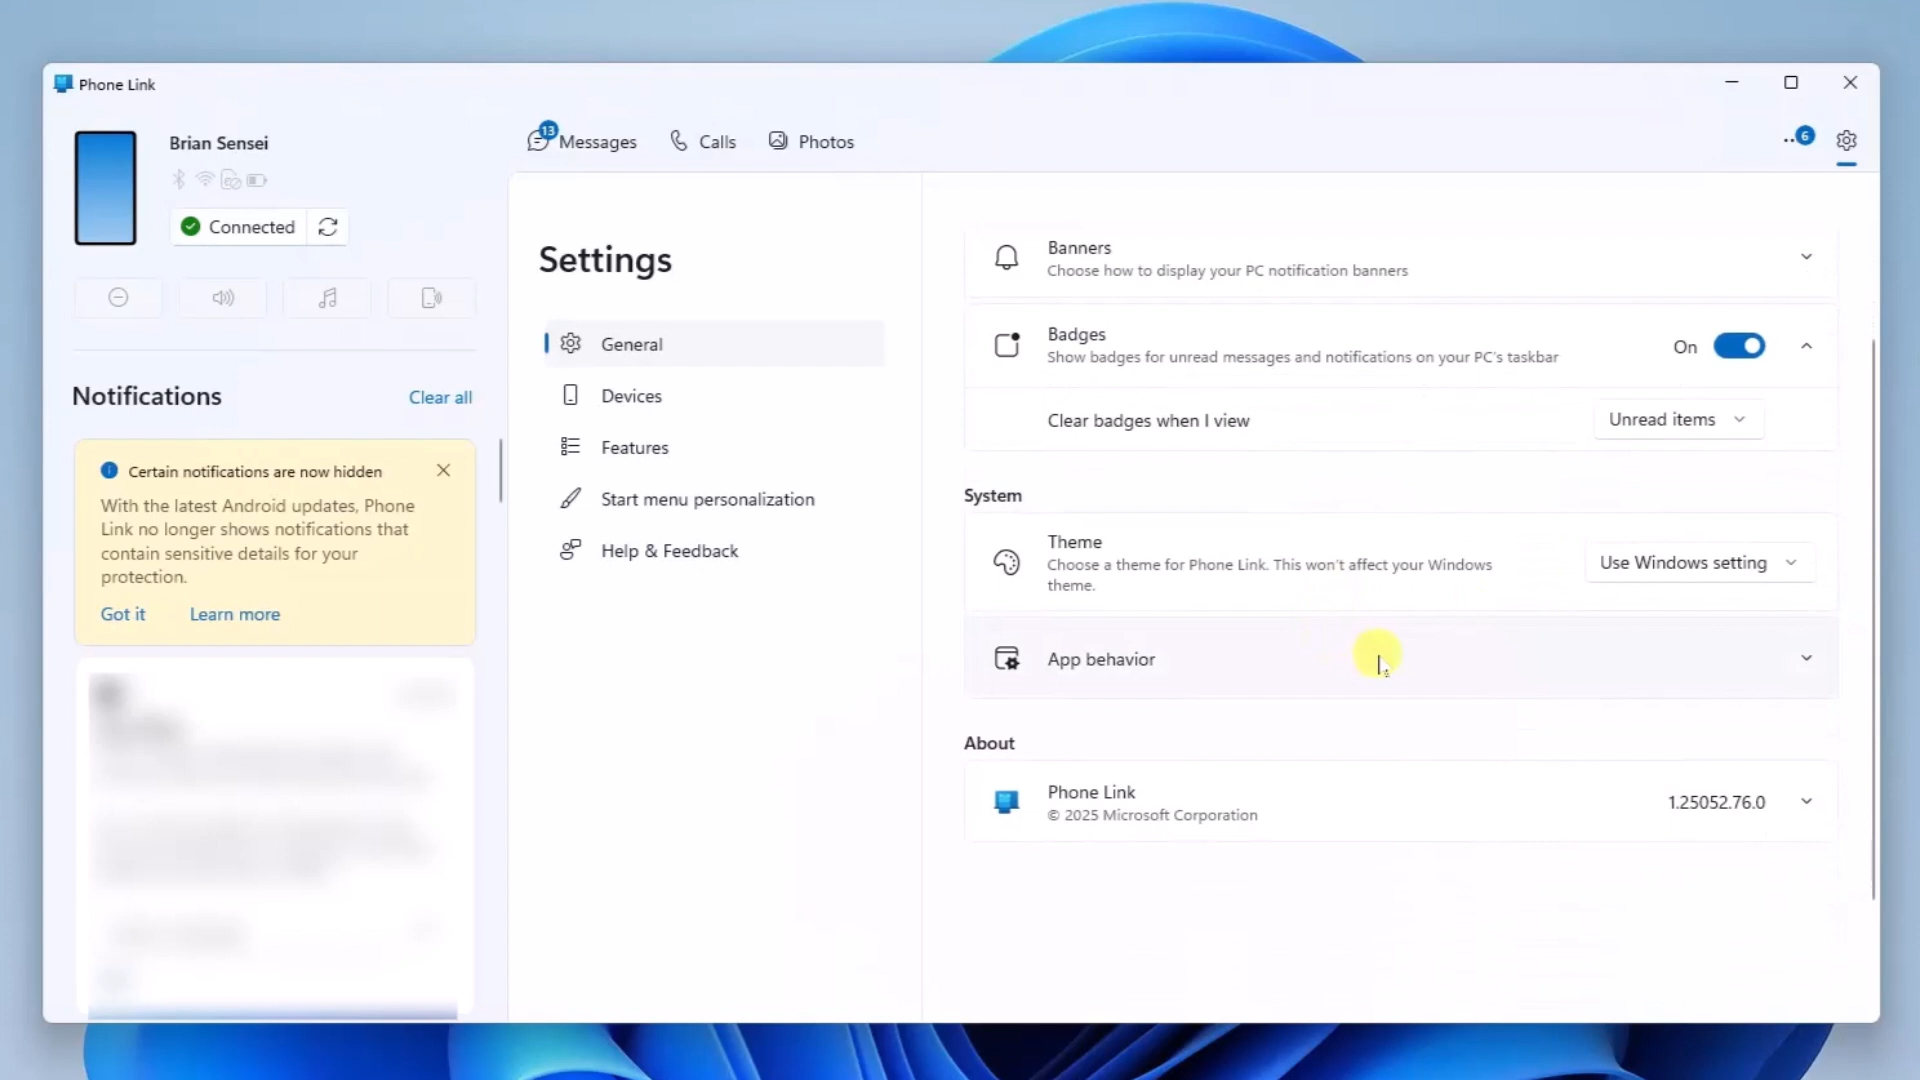 Phone Link
Brian Sensei
Connected
Notifications
Clear all
Certain notifications are now hidden
With the latest Android updates, Phone
Link no longer shows notifications that
contain sensitive details for your
protection.
Got it
Learn more
13
Messages
Calls
Photos
6
Settings
General
Devices
Features
Start menu personalization
Help & Feedback
Banners
Choose how to display your PC notification banners
Badges
Show badges for unread messages and notifications on your PC's taskbar
On
Clear badges when I view
Unread items
System
Theme
Choose a theme for Phone Link. This won't affect your Windows
theme.
Use Windows setting
App behavior
About
Phone Link
© 2025 Microsoft Corporation
1.25052.76.0